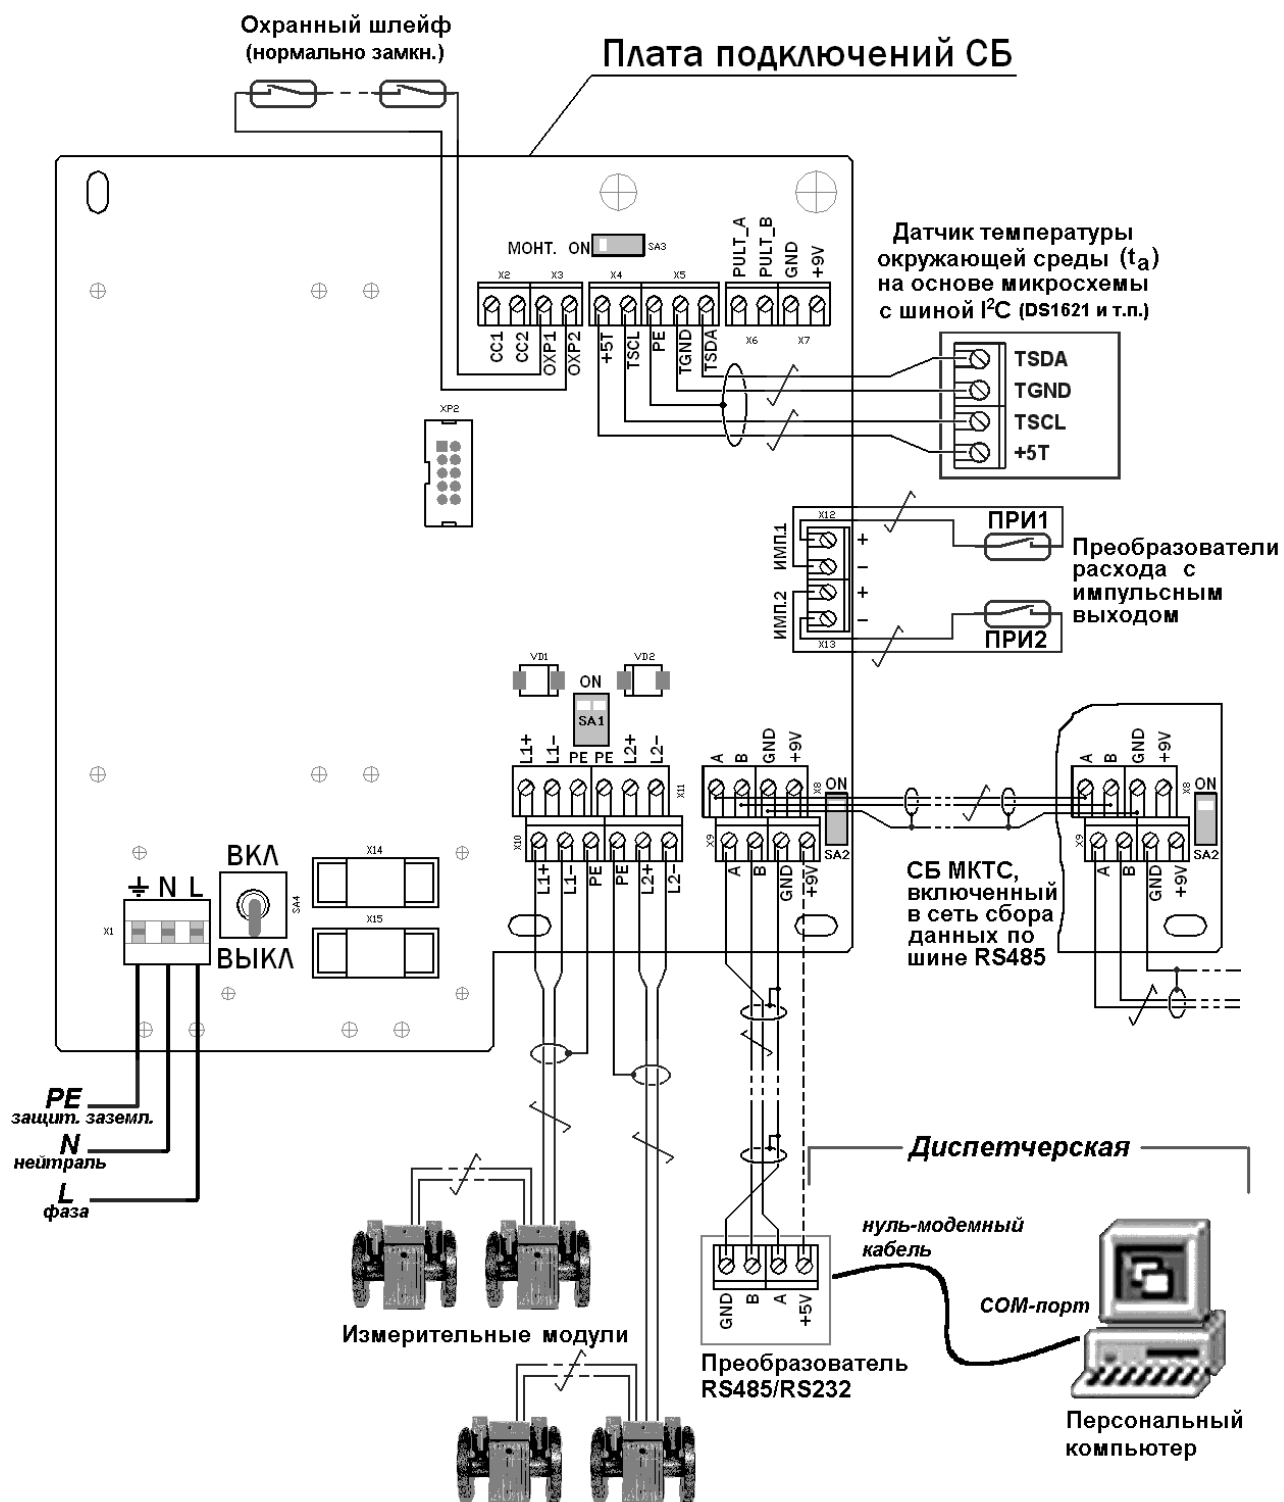 Охранный шлейф
(нормально замкн.)
Плата подключений СБ
МОНТ. ON
SA3
X2
X3
X4
X5
CC1
CC2
OXP1
OXP2
+5T
TSCL
PE
TGND
TSDA
PULT_A
PULT_B
GND
+9V
X6
X7
Датчик температуры
окружающей среды (ta)
на основе микросхемы
с шиной I²C (DS1621 и т.п.)
TSDA
TGND
TSCL
+5T
XP2
X12
ИМП.1
+
−
ИМП.2
+
−
X13
ПРИ1
ПРИ2
Преобразователи
расхода с
импульсным
выходом
VD1
VD2
ON
SA1
L1+
L1−
PE
PE
L2+
L2−
X11
X10
L1+
L1−
PE
PE
L2+
L2−
A
B
GND
+9V
X8
ON
X9
SA2
A
B
GND
+9V
A
B
GND
+9V
X8
ON
X9
SA2
A
B
GND
+9V
СБ МКТС,
включенный
в сеть сбора
данных по
шине RS485
N L
X1
ВКЛ
SA4
ВЫКЛ
X14
X15
PE
защит. заземл.
N
нейтраль
L
фаза
Измерительные модули
Диспетчерская
нуль-модемный
кабель
COM-порт
GND
B
A
+5V
Преобразователь
RS485/RS232
Персональный
компьютер